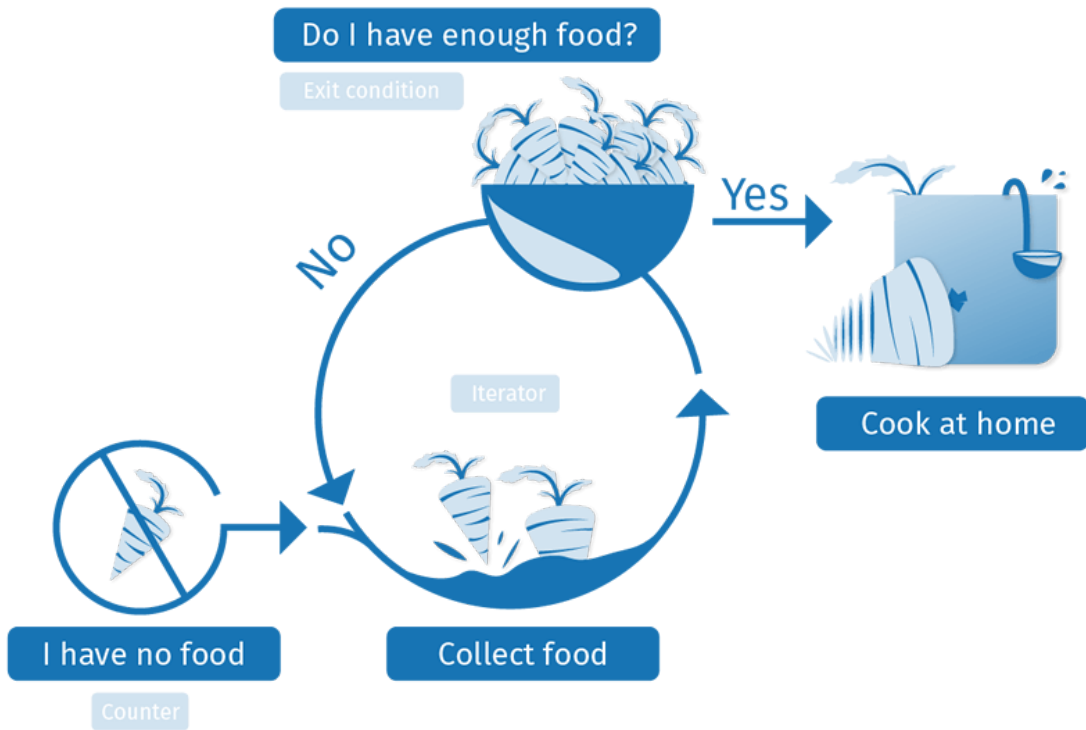 Do I have enough food?
Exit condition
No
Yes
Iterator
Cook at home
I have no food
Collect food
Counter